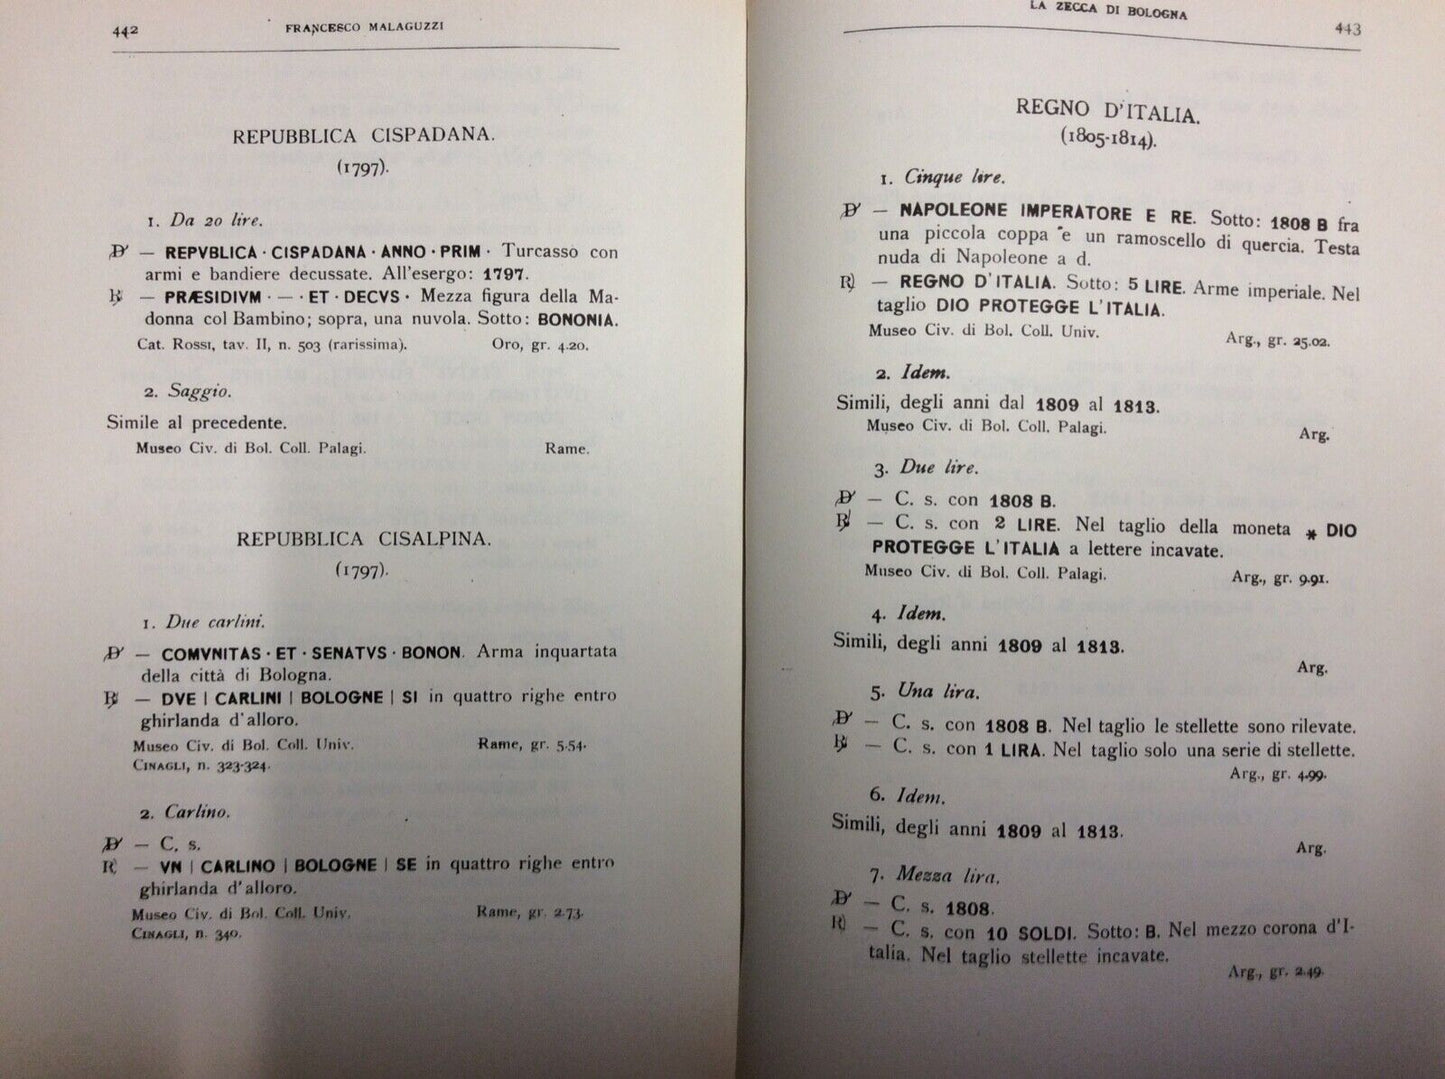 442
FRANCESCO MALAGUZZI
REPUBBLICA CISPADANA.
(1797).
1. Da 20 lire.
D/ — REPVBLICA · CISPADANA · ANNO · PRIM · Turcasso con
armi e bandiere decussate. All'esergo: 1797.
R/ — PRÆSIDIVM · — · ET · DECVS · Mezza figura della Ma-
donna col Bambino; sopra, una nuvola. Sotto: BONONIA.
Cat. Rossi, tav. II, n. 503 (rarissima). Oro, gr. 4.20.
2. Saggio.
Simile al precedente.
Museo Civ. di Bol. Coll. Palagi. Rame.
REPUBBLICA CISALPINA.
(1797).
1. Due carlini.
D/ — COMVNITAS · ET · SENATVS · BONON. Arma inquartata
della città di Bologna.
R/ — DVE | CARLINI | BOLOGNE | SI in quattro righe entro
ghirlanda d'alloro.
Museo Civ. di Bol. Coll. Univ. Rame, gr. 5.54.
CINAGLI, n. 323-324.
2. Carlino.
D/ — C. s.
R/ — VN | CARLINO | BOLOGNE | SE in quattro righe entro
ghirlanda d'alloro.
Museo Civ. di Bol. Coll. Univ. Rame, gr. 2.73.
CINAGLI, n. 340.
LA ZECCA DI BOLOGNA
443
REGNO D'ITALIA.
(1805-1814).
1. Cinque lire.
D/ — NAPOLEONE IMPERATORE E RE. Sotto: 1808 B fra
una piccola coppa e un ramoscello di quercia. Testa
nuda di Napoleone a d.
R/ — REGNO D'ITALIA. Sotto: 5 LIRE. Arme imperiale. Nel
taglio DIO PROTEGGE L'ITALIA.
Museo Civ. di Bol. Coll. Univ. Arg., gr. 25.02.
2. Idem.
Simili, degli anni dal 1809 al 1813.
Museo Civ. di Bol. Coll. Palagi. Arg.
3. Due lire.
D/ — C. s. con 1808 B.
R/ — C. s. con 2 LIRE. Nel taglio della moneta * DIO
PROTEGGE L'ITALIA a lettere incavate.
Museo Civ. di Bol. Coll. Palagi. Arg., gr. 9.91.
4. Idem.
Simili, degli anni 1809 al 1813.
Arg.
5. Una lira.
D/ — C. s. con 1808 B. Nel taglio le stellette sono rilevate.
R/ — C. s. con 1 LIRA. Nel taglio solo una serie di stellette.
Arg., gr. 4.99.
6. Idem.
Simili, degli anni 1809 al 1813.
Arg.
7. Mezza lira.
D/ — C. s. 1808.
R/ — C. s. con 10 SOLDI. Sotto: B. Nel mezzo corona d'I-
talia. Nel taglio stellette incavate.
Arg., gr. 2.49.